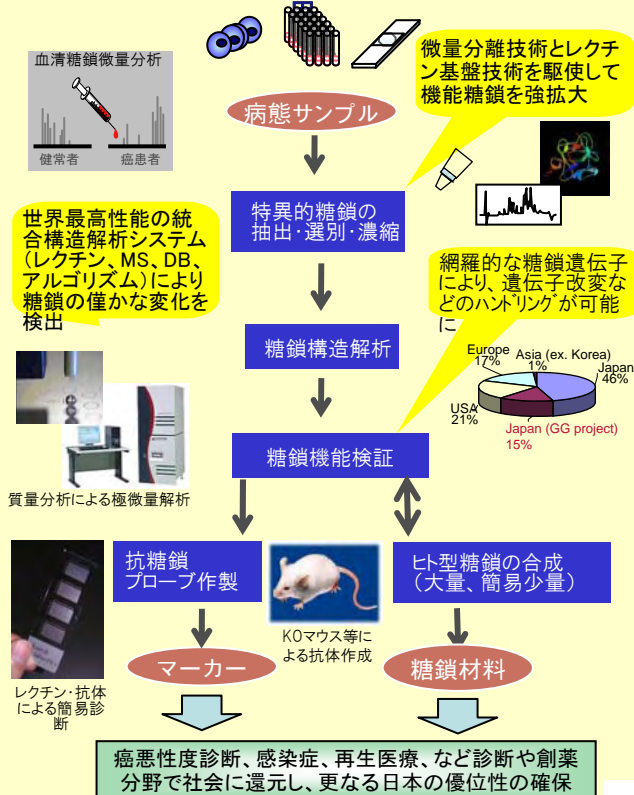 血清糖鎖微量分析
健常者
癌患者
病態サンプル
微量分離技術とレクチ
ン基盤技術を駆使して
機能糖鎖を強拡大
特異的糖鎖の
抽出・選別・濃縮
世界最高性能の統
合構造解析システム
(レクチン、MS、DB、
アルゴリズム)により
糖鎖の僅かな変化を
検出
網羅的な糖鎖遺伝子
により、遺伝子改変な
どのハンドリングが可能
に
糖鎖構造解析
Europe
17%
Asia (ex. Korea)
1%
Japan
46%
USA
21%
Japan (GG project)
15%
糖鎖機能検証
質量分析による極微量解析
抗糖鎖
プローブ作製
ヒト型糖鎖の合成
(大量、簡易少量)
KOマウス等に
よる抗体作成
マーカー
糖鎖材料
レクチン・抗体
による簡易診
断
癌悪性度診断、感染症、再生医療、など診断や創薬
分野で社会に還元し、更なる日本の優位性の確保